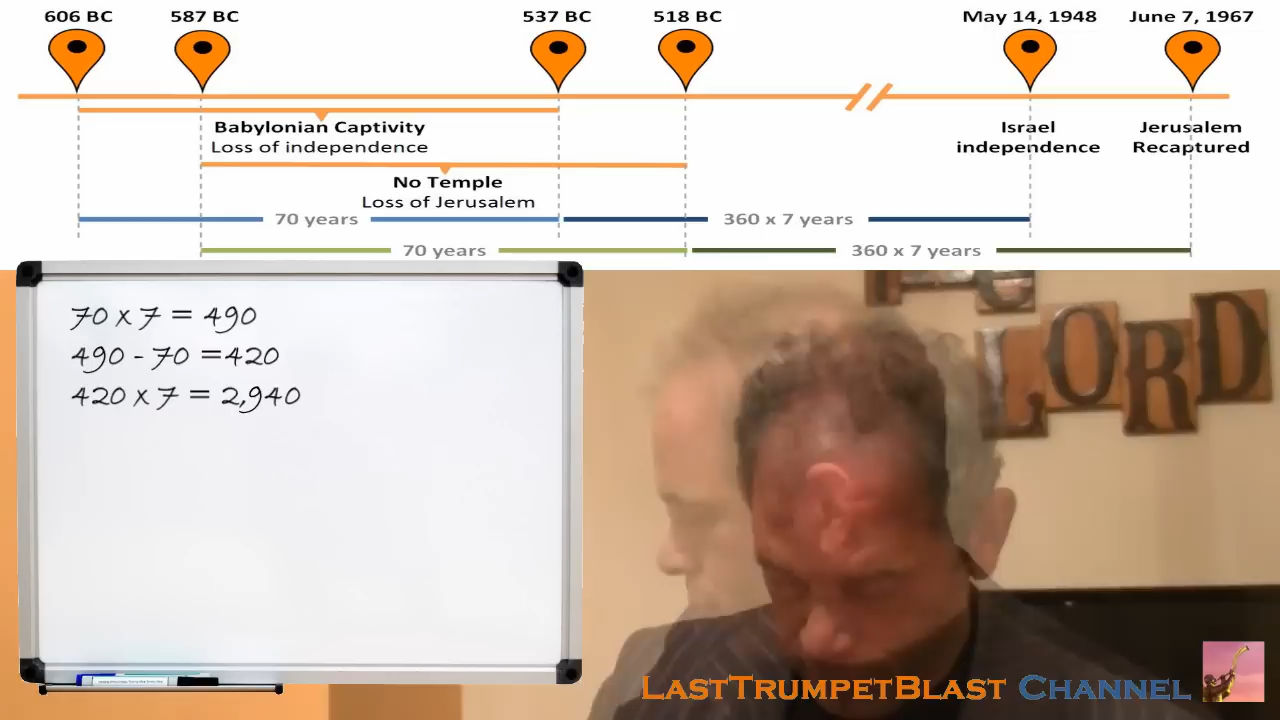 606 BC
587 BC
537 BC
518 BC
May 14, 1948
June 7, 1967
Babylonian Captivity
Loss of independence
Israel
independence
Jerusalem
Recaptured
No Temple
Loss of Jerusalem
70 years
360 x 7 years
70 years
360 x 7 years
70 x 7 = 490
490 - 70 =420
420 x 7 = 2,940
LORD
LASTTRUMPETBLAST CHANNEL